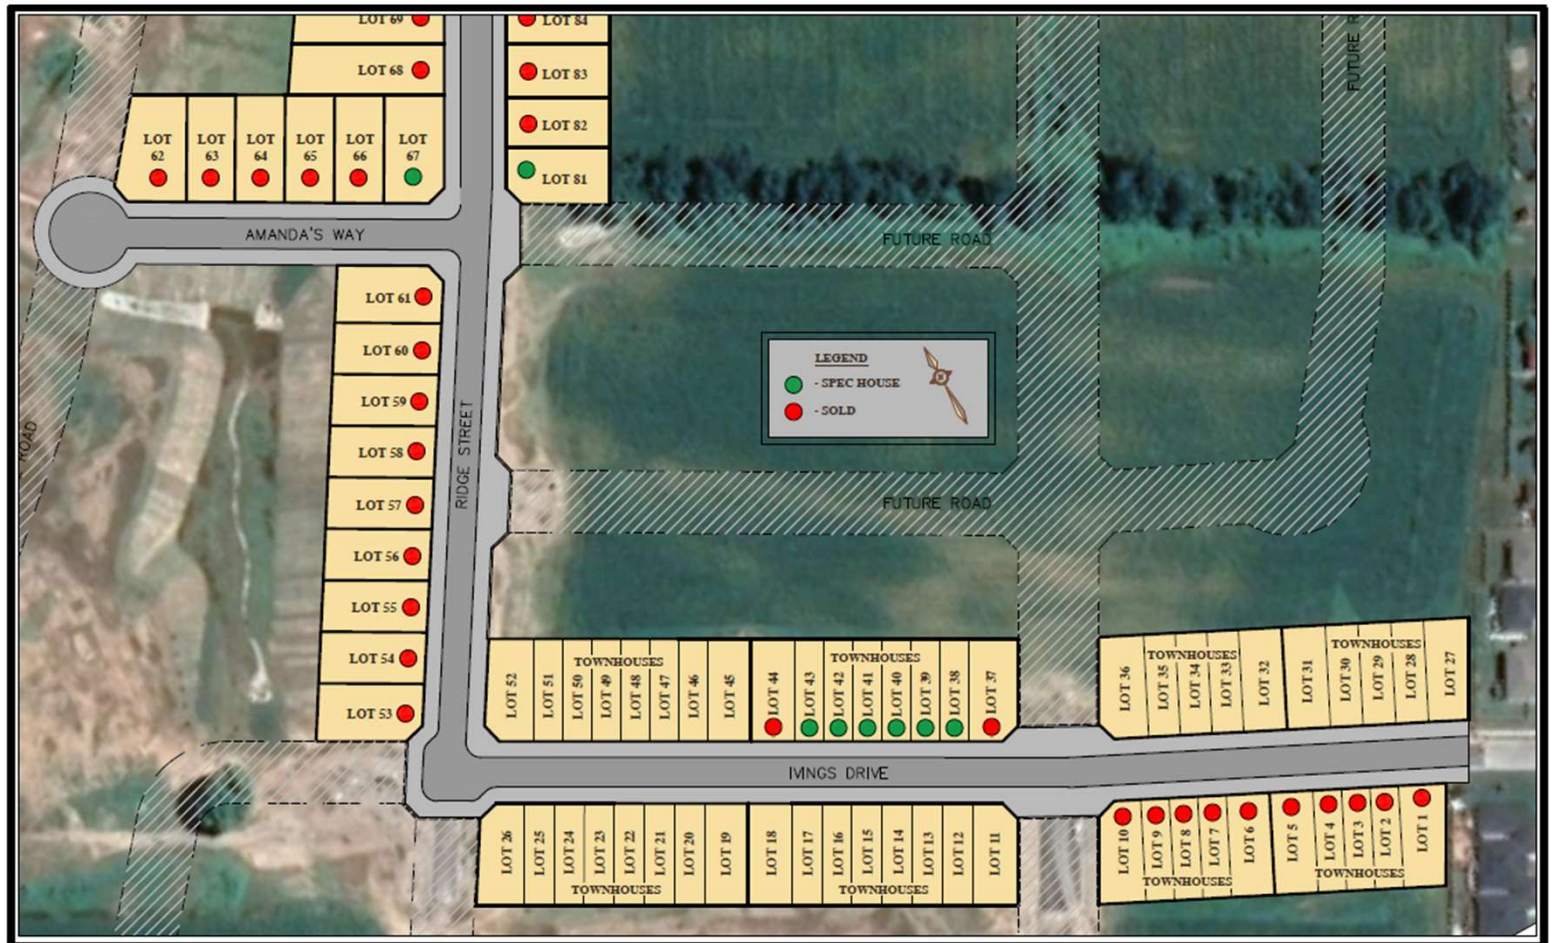 LOT 69
LOT 84
LOT 68
LOT 83
LOT 82
LOT 81
LOT
62
LOT
63
LOT
64
LOT
65
LOT
66
LOT
67
FUTURE R
AMANDA'S WAY
FUTURE ROAD
LOT 61
LOT 60
LOT 59
LOT 58
LOT 57
LOT 56
LOT 55
LOT 54
LOT 53
ROAD
RIDGE STREET
LEGEND
- SPEC HOUSE
- SOLD
FUTURE ROAD
TOWNHOUSES
LOT 52
LOT 51
LOT 50
LOT 49
LOT 48
LOT 47
LOT 46
LOT 45
TOWNHOUSES
LOT 44
LOT 43
LOT 42
LOT 41
LOT 40
LOT 39
LOT 38
LOT 37
TOWNHOUSES
LOT 36
LOT 35
LOT 34
LOT 33
LOT 32
TOWNHOUSES
LOT 31
LOT 30
LOT 29
LOT 28
LOT 27
IVINGS DRIVE
LOT 26
LOT 25
LOT 24
LOT 23
LOT 22
LOT 21
LOT 20
LOT 19
TOWNHOUSES
LOT 18
LOT 17
LOT 16
LOT 15
LOT 14
LOT 13
LOT 12
LOT 11
TOWNHOUSES
LOT 10
LOT 9
LOT 8
LOT 7
LOT 6
TOWNHOUSES
LOT 5
LOT 4
LOT 3
LOT 2
LOT 1
TOWNHOUSES